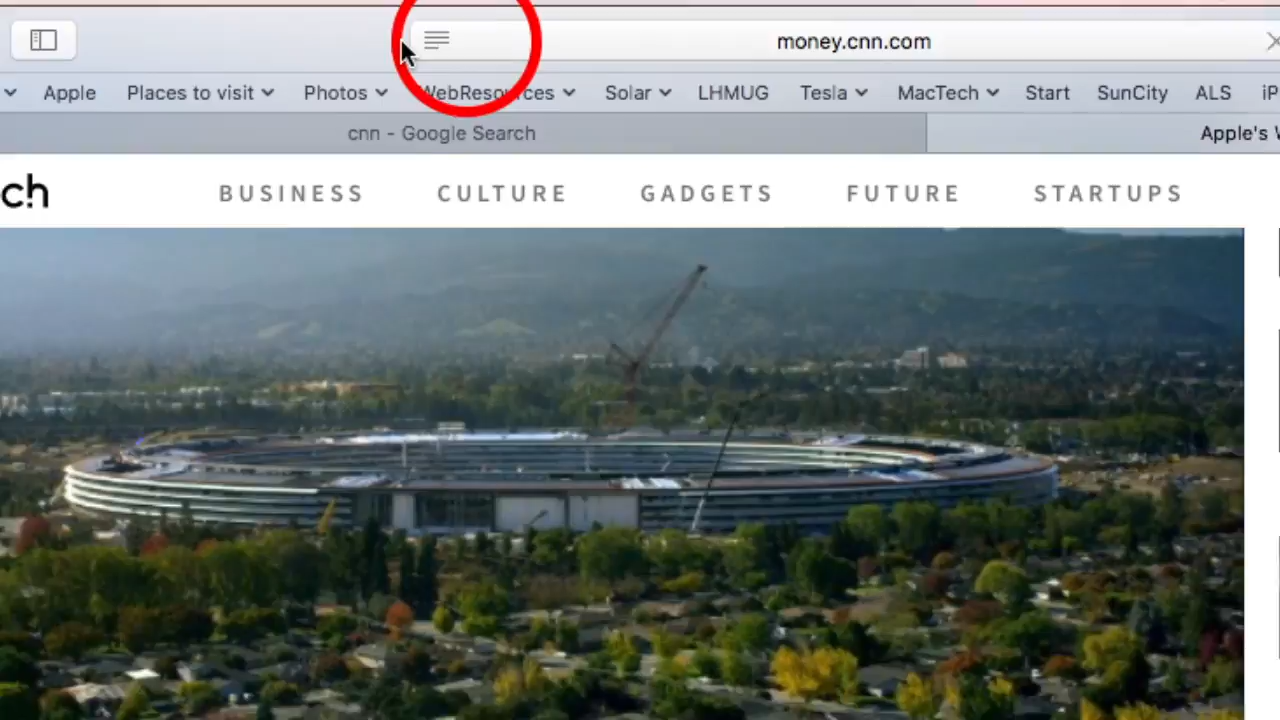 money.cnn.com
Apple Places to visit Photos WebResources Solar LHMUG Tesla MacTech Start SunCity ALS iP
cnn - Google Search Apple's W
ch BUSINESS CULTURE GADGETS FUTURE STARTUPS